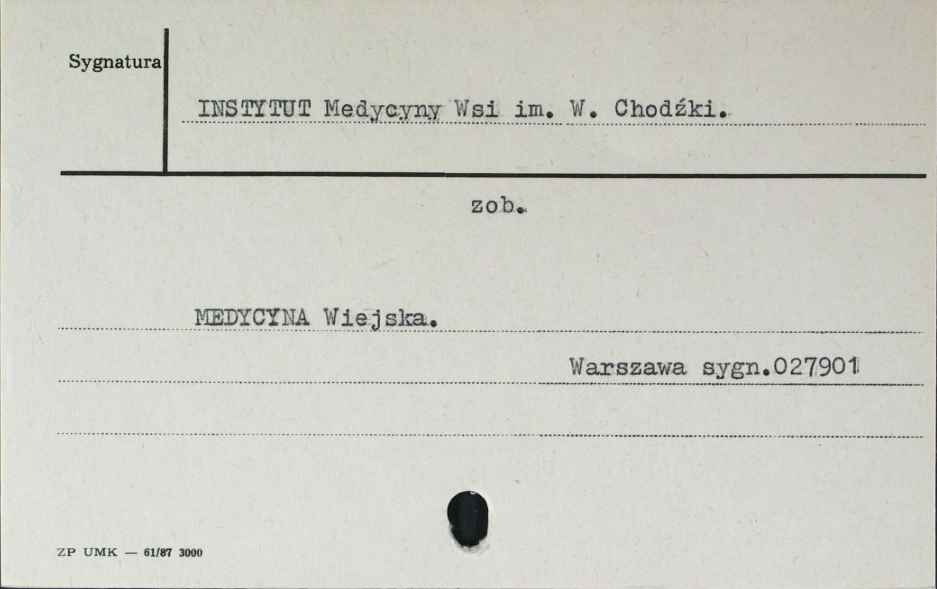 Sygnatura
INSTYTUT Medycyny Wsi im. W. Chodźki.
zob.
MEDYCYNA Wiejska.
Warszawa sygn.027901
ZP UMK — 61/87 3000